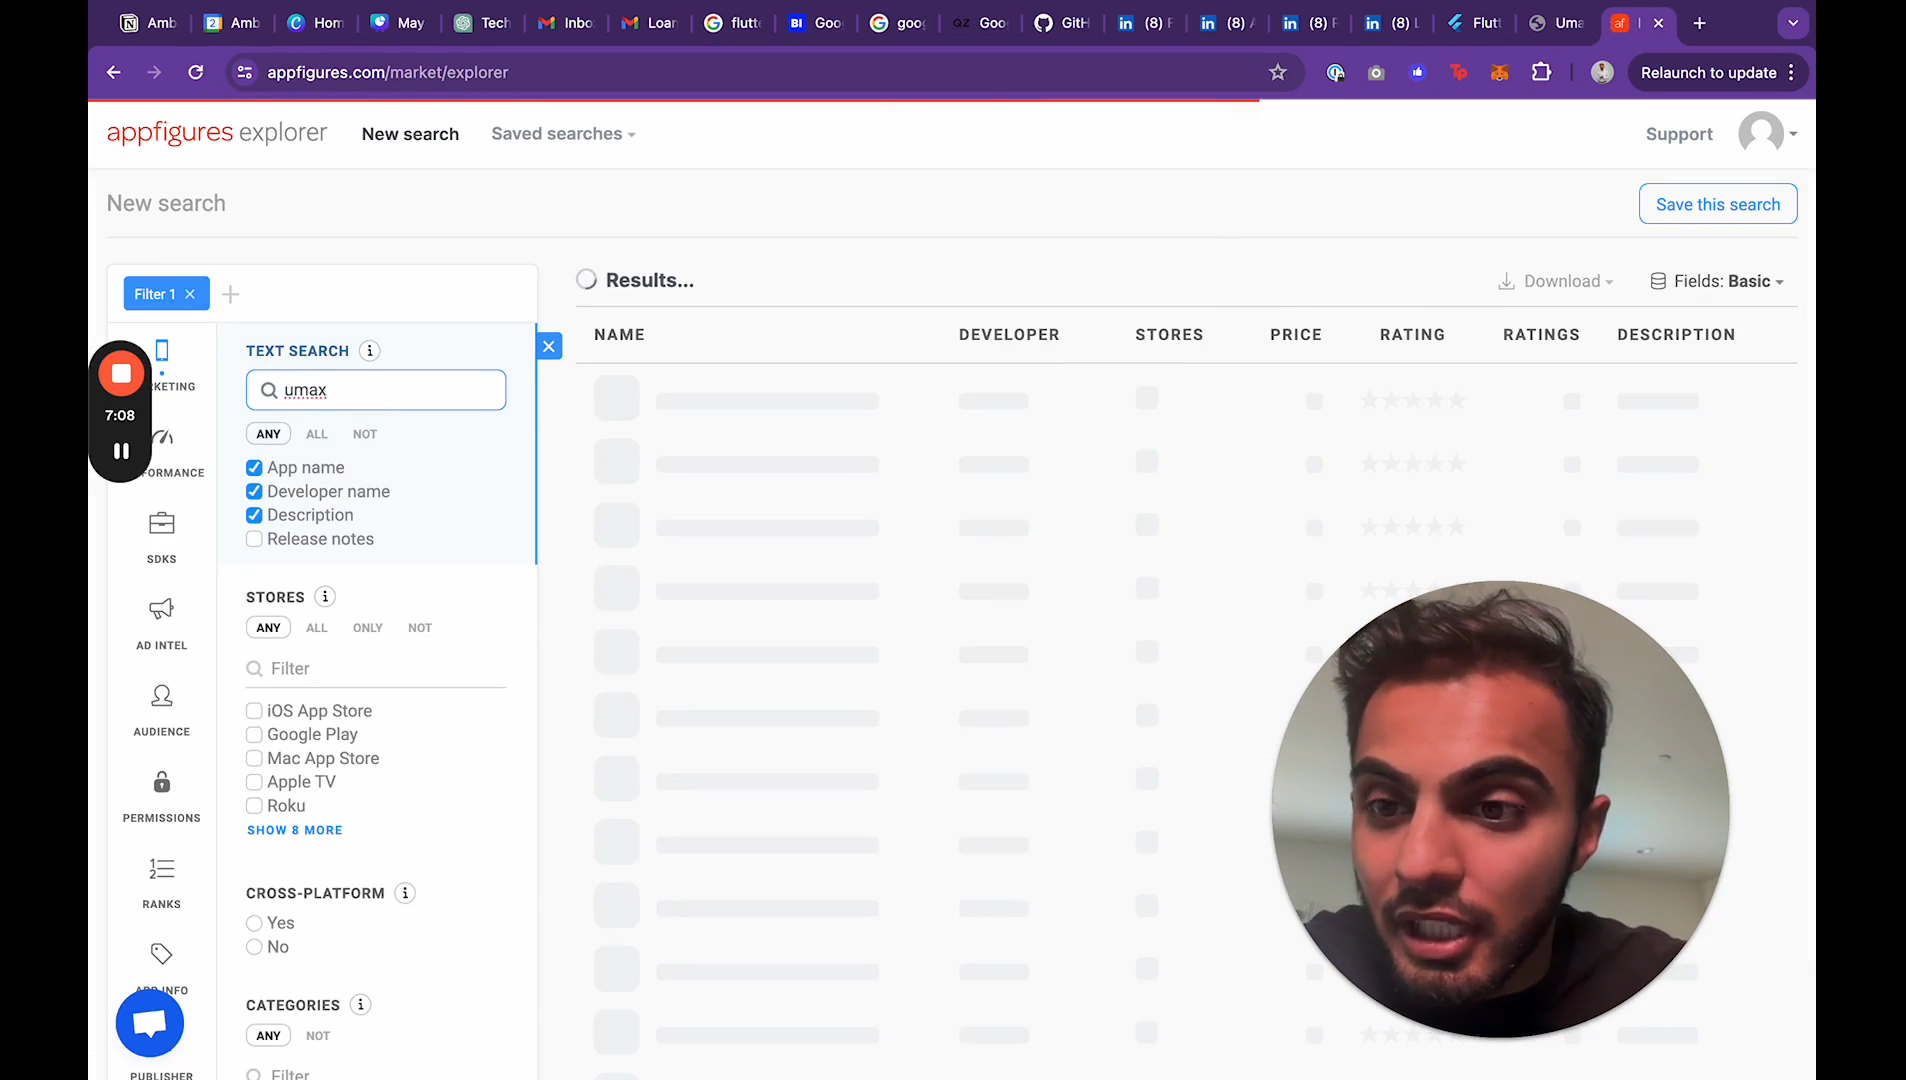 Amb
Amb
Hom
May
Tech
Inbo
Loan
flutt
BI
Goo
goo
QZ
Goo
GitH
(8) F
(8) A
(8) F
(8) L
Flutt
Uma
af
appfigures.com/market/explorer
Relaunch to update
appfigures explorer
New search
Saved searches
Support
New search
Save this search
Filter 1
Results...
Download
Fields: Basic
NAME
DEVELOPER
STORES
PRICE
RATING
RATINGS
DESCRIPTION
TEXT SEARCH
umax
ANY ALL NOT
App name
Developer name
Description
Release notes
7:08
RKETING
FORMANCE
SDKS
AD INTEL
AUDIENCE
PERMISSIONS
RANKS
APP INFO
PUBLISHER
STORES
ANY ALL ONLY NOT
Filter
iOS App Store
Google Play
Mac App Store
Apple TV
Roku
SHOW 8 MORE
CROSS-PLATFORM
Yes
No
CATEGORIES
ANY NOT
Filter